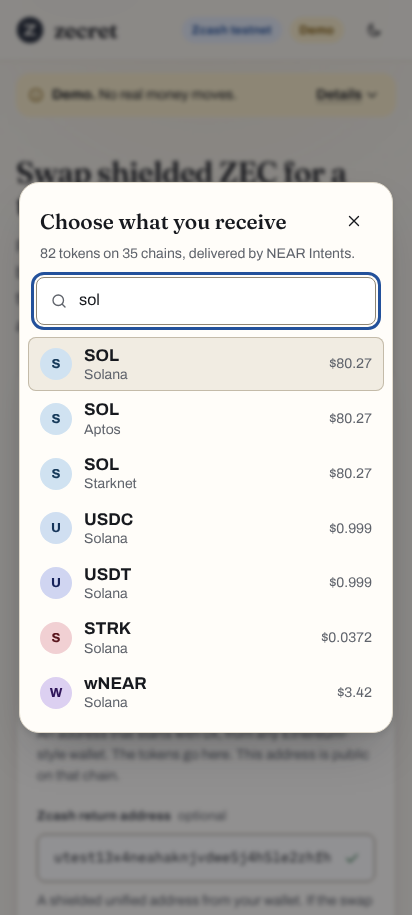 Z zecret Zcash testnet Demo
Demo. No real money moves. Details
Swap shielded ZEC for a
Choose what you receive
82 tokens on 35 chains, delivered by NEAR Intents.
sol
S SOL $80.27
Solana
S SOL $80.27
Aptos
S SOL $80.27
Starknet
U USDC $0.999
Solana
U USDT $0.999
Solana
S STRK $0.0372
Solana
W wNEAR $3.42
Solana
style wallet. The tokens go here. This address is public
on that chain.
Zcash return address optional
A shielded unified address from your wallet. If the swap